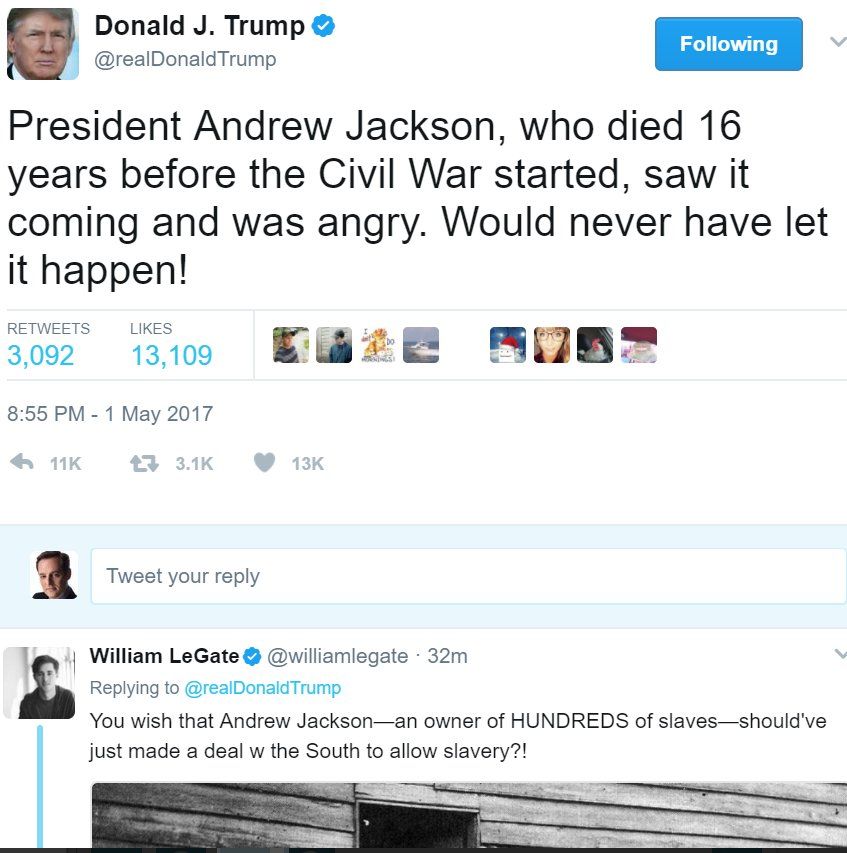 Donald J. Trump
@realDonaldTrump
Following
President Andrew Jackson, who died 16
years before the Civil War started, saw it
coming and was angry. Would never have let
it happen!
RETWEETS LIKES
3,092 13,109
8:55 PM - 1 May 2017
11K 3.1K 13K
Tweet your reply
William LeGate @williamlegate · 32m
Replying to @realDonaldTrump
You wish that Andrew Jackson—an owner of HUNDREDS of slaves—should've
just made a deal w the South to allow slavery?!